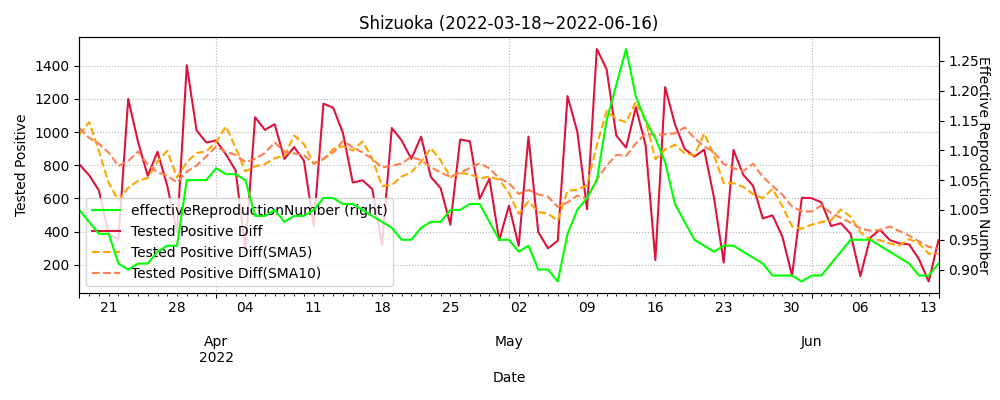 Shizuoka (2022-03-18~2022-06-16)
Tested Positive
1400
1200
1000
800
600
400
200
effectiveReproductionNumber (right)
Tested Positive Diff
Tested Positive Diff(SMA5)
Tested Positive Diff(SMA10)
1.25
1.20
1.15
1.10
1.05
1.00
0.95
0.90
Effective Reproduction Number
21 28 04 11 18 25 02 09 16 23 30 06 13
Apr May Jun
2022
Date